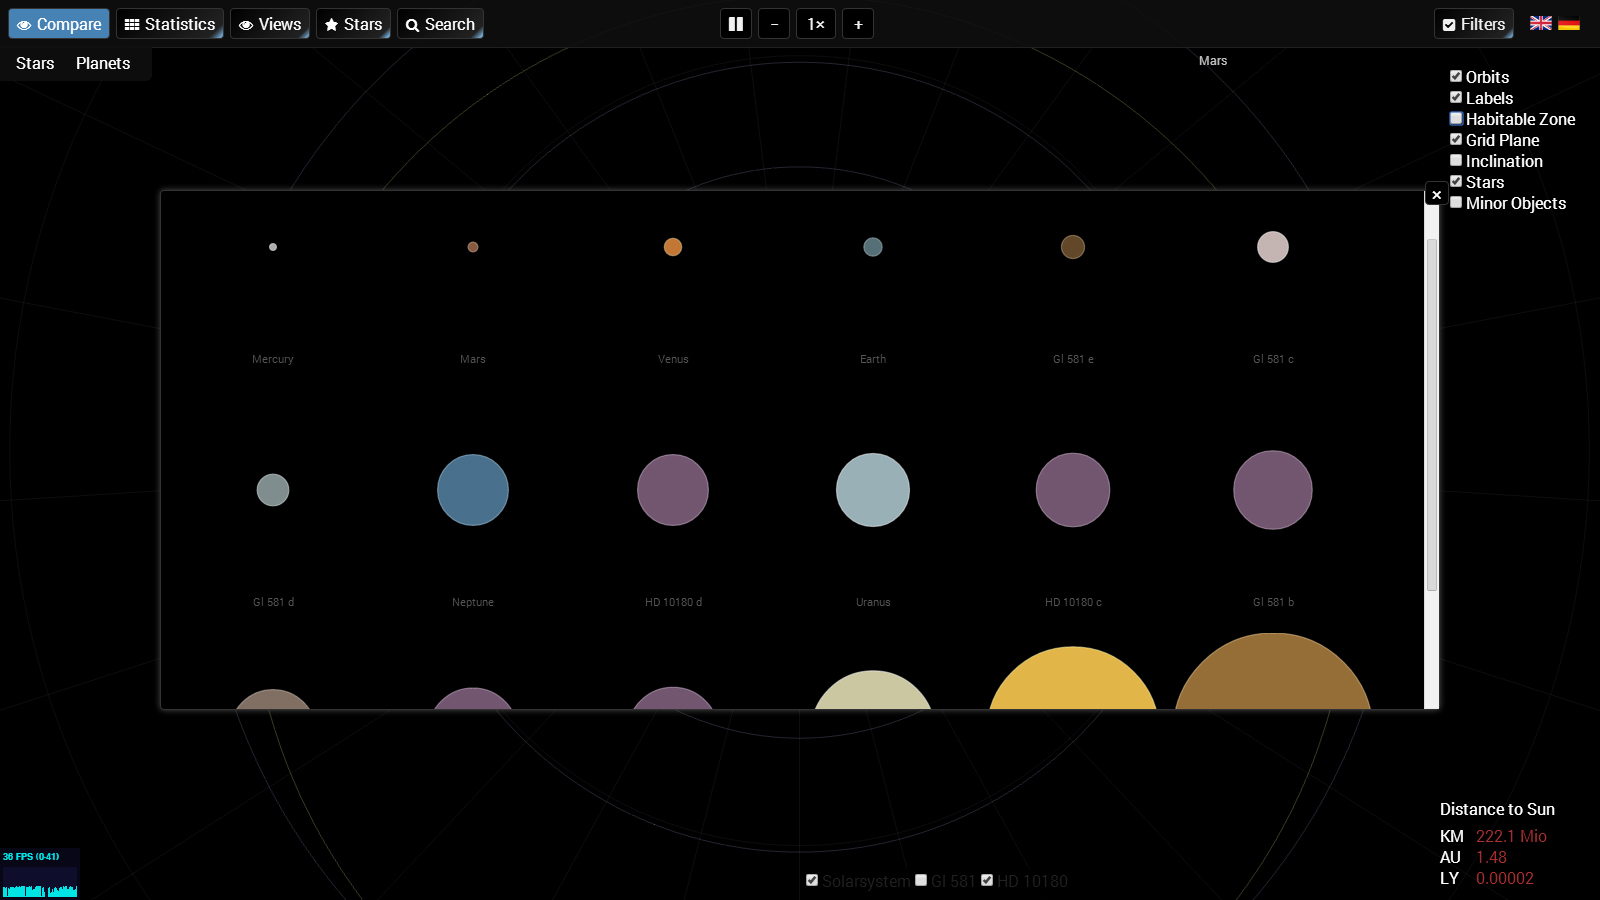 Compare Statistics Views Stars Search − 1× + Filters
Stars Planets
Mars
Orbits
Labels
Habitable Zone
Grid Plane
Inclination
Stars
Minor Objects
×
Mercury Mars Venus Earth Gl 581 e Gl 581 c
Gl 581 d Neptune HD 10180 d Uranus HD 10180 c Gl 581 b
Distance to Sun
KM 222.1 Mio
AU 1.48
LY 0.00002
36 FPS (0-41)
Solarsystem Gl 581 HD 10180